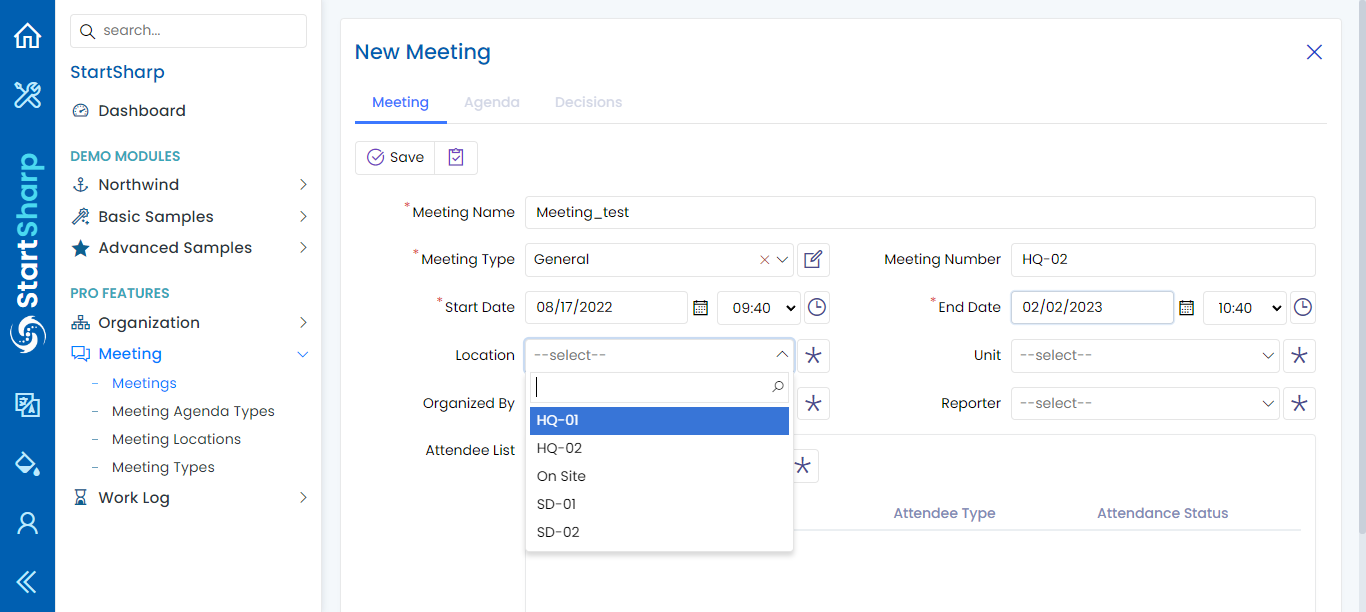 search...
StartSharp
Dashboard
DEMO MODULES
Northwind
Basic Samples
Advanced Samples
PRO FEATURES
Organization
Meeting
– Meetings
– Meeting Agenda Types
– Meeting Locations
– Meeting Types
Work Log
StartSharp
New Meeting
Meeting Agenda Decisions
Save
*Meeting Name Meeting_test
*Meeting Type General Meeting Number HQ-02
*Start Date 08/17/2022 09:40 *End Date 02/02/2023 10:40
Location --select-- Unit --select--
Organized By Reporter --select--
HQ-01
HQ-02
On Site
SD-01
SD-02
Attendee List
Attendee Type Attendance Status